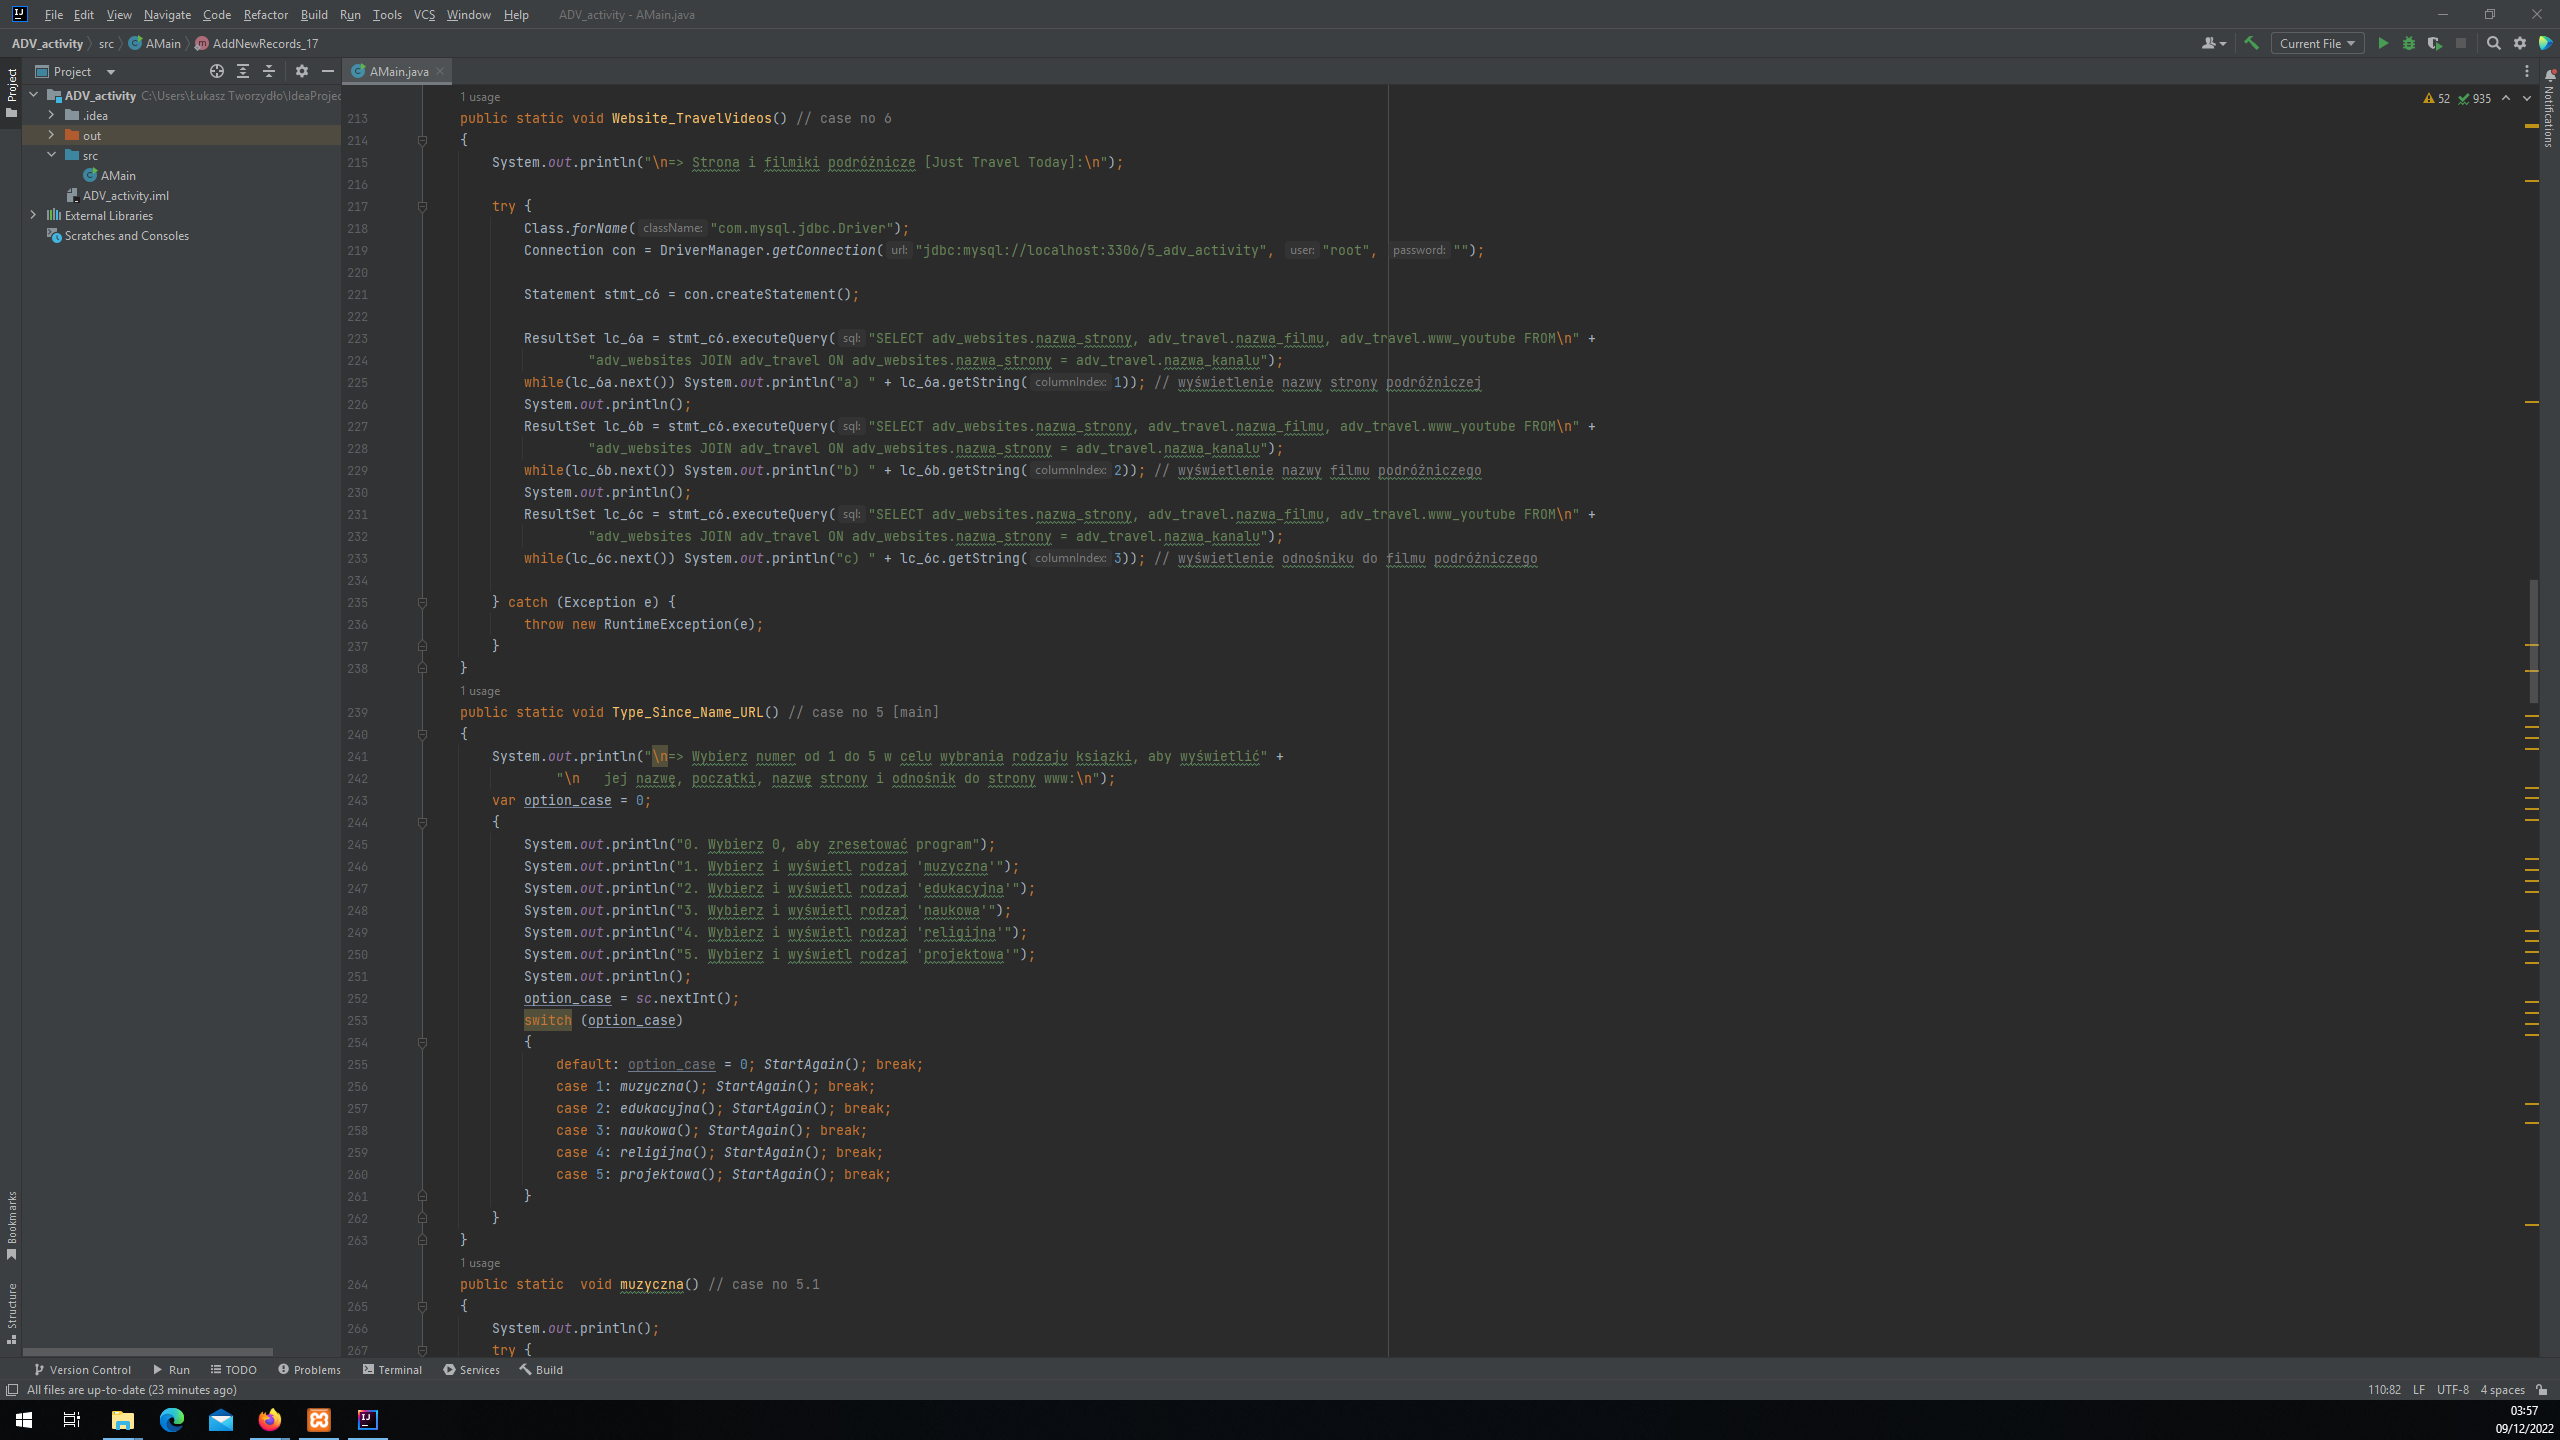 File Edit View Navigate Code Refactor Build Run Tools VCS Window Help ADV_activity - AMain.java
ADV_activity src AMain AddNewRecords_17 Current File
Project AMain.java
ADV_activity C:\Users\Łukasz Tworzydło\IdeaProjec
.idea
out
src
AMain
ADV_activity.iml
External Libraries
Scratches and Consoles
Project
Bookmarks
Structure
Notifications
52 935
1 usage
213 public static void Website_TravelVideos() // case no 6
214 {
215 System.out.println("\n=> Strona i filmiki podróżnicze [Just Travel Today]:\n");
216
217 try {
218 Class.forName( className: "com.mysql.jdbc.Driver");
219 Connection con = DriverManager.getConnection( url: "jdbc:mysql://localhost:3306/5_adv_activity", user: "root", password: "");
220
221 Statement stmt_c6 = con.createStatement();
222
223 ResultSet lc_6a = stmt_c6.executeQuery( sql: "SELECT adv_websites.nazwa_strony, adv_travel.nazwa_filmu, adv_travel.www_youtube FROM\n" +
224 "adv_websites JOIN adv_travel ON adv_websites.nazwa_strony = adv_travel.nazwa_kanalu");
225 while(lc_6a.next()) System.out.println("a) " + lc_6a.getString( columnIndex: 1)); // wyświetlenie nazwy strony podróżniczej
226 System.out.println();
227 ResultSet lc_6b = stmt_c6.executeQuery( sql: "SELECT adv_websites.nazwa_strony, adv_travel.nazwa_filmu, adv_travel.www_youtube FROM\n" +
228 "adv_websites JOIN adv_travel ON adv_websites.nazwa_strony = adv_travel.nazwa_kanalu");
229 while(lc_6b.next()) System.out.println("b) " + lc_6b.getString( columnIndex: 2)); // wyświetlenie nazwy filmu podróżniczego
230 System.out.println();
231 ResultSet lc_6c = stmt_c6.executeQuery( sql: "SELECT adv_websites.nazwa_strony, adv_travel.nazwa_filmu, adv_travel.www_youtube FROM\n" +
232 "adv_websites JOIN adv_travel ON adv_websites.nazwa_strony = adv_travel.nazwa_kanalu");
233 while(lc_6c.next()) System.out.println("c) " + lc_6c.getString( columnIndex: 3)); // wyświetlenie odnośniku do filmu podróżniczego
234
235 } catch (Exception e) {
236 throw new RuntimeException(e);
237 }
238 }
1 usage
239 public static void Type_Since_Name_URL() // case no 5 [main]
240 {
241 System.out.println("\n=> Wybierz numer od 1 do 5 w celu wybrania rodzaju książki, aby wyświetlić" +
242 "\n   jej nazwę, początki, nazwę strony i odnośnik do strony www:\n");
243 var option_case = 0;
244 {
245 System.out.println("0. Wybierz 0, aby zresetować program");
246 System.out.println("1. Wybierz i wyświetl rodzaj 'muzyczna'");
247 System.out.println("2. Wybierz i wyświetl rodzaj 'edukacyjna'");
248 System.out.println("3. Wybierz i wyświetl rodzaj 'naukowa'");
249 System.out.println("4. Wybierz i wyświetl rodzaj 'religijna'");
250 System.out.println("5. Wybierz i wyświetl rodzaj 'projektowa'");
251 System.out.println();
252 option_case = sc.nextInt();
253 switch (option_case)
254 {
255 default: option_case = 0; StartAgain(); break;
256 case 1: muzyczna(); StartAgain(); break;
257 case 2: edukacyjna(); StartAgain(); break;
258 case 3: naukowa(); StartAgain(); break;
259 case 4: religijna(); StartAgain(); break;
260 case 5: projektowa(); StartAgain(); break;
261 }
262 }
263 }
1 usage
264 public static  void muzyczna() // case no 5.1
265 {
266 System.out.println();
267 try {
Version Control Run TODO Problems Terminal Services Build
All files are up-to-date (23 minutes ago) 110:82 LF UTF-8 4 spaces
03:57
09/12/2022